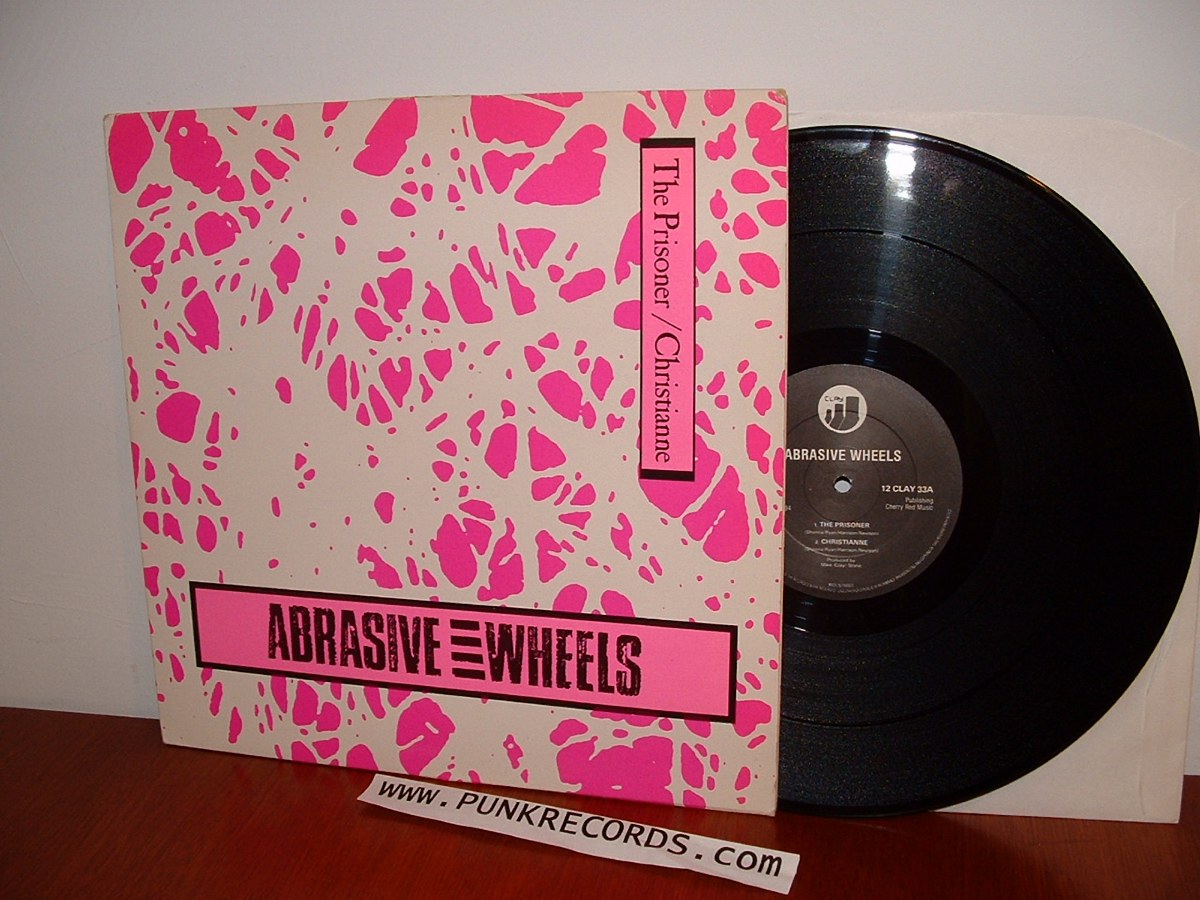 The Prisoner / Christianne
ABRASIVE WHEELS
CLAY
ABRASIVE WHEELS
12 CLAY 33A
Publishing
Cherry Red Music
1. THE PRISONER
2. CHRISTIANNE
Produced by
www.PUNKRECORDS.com